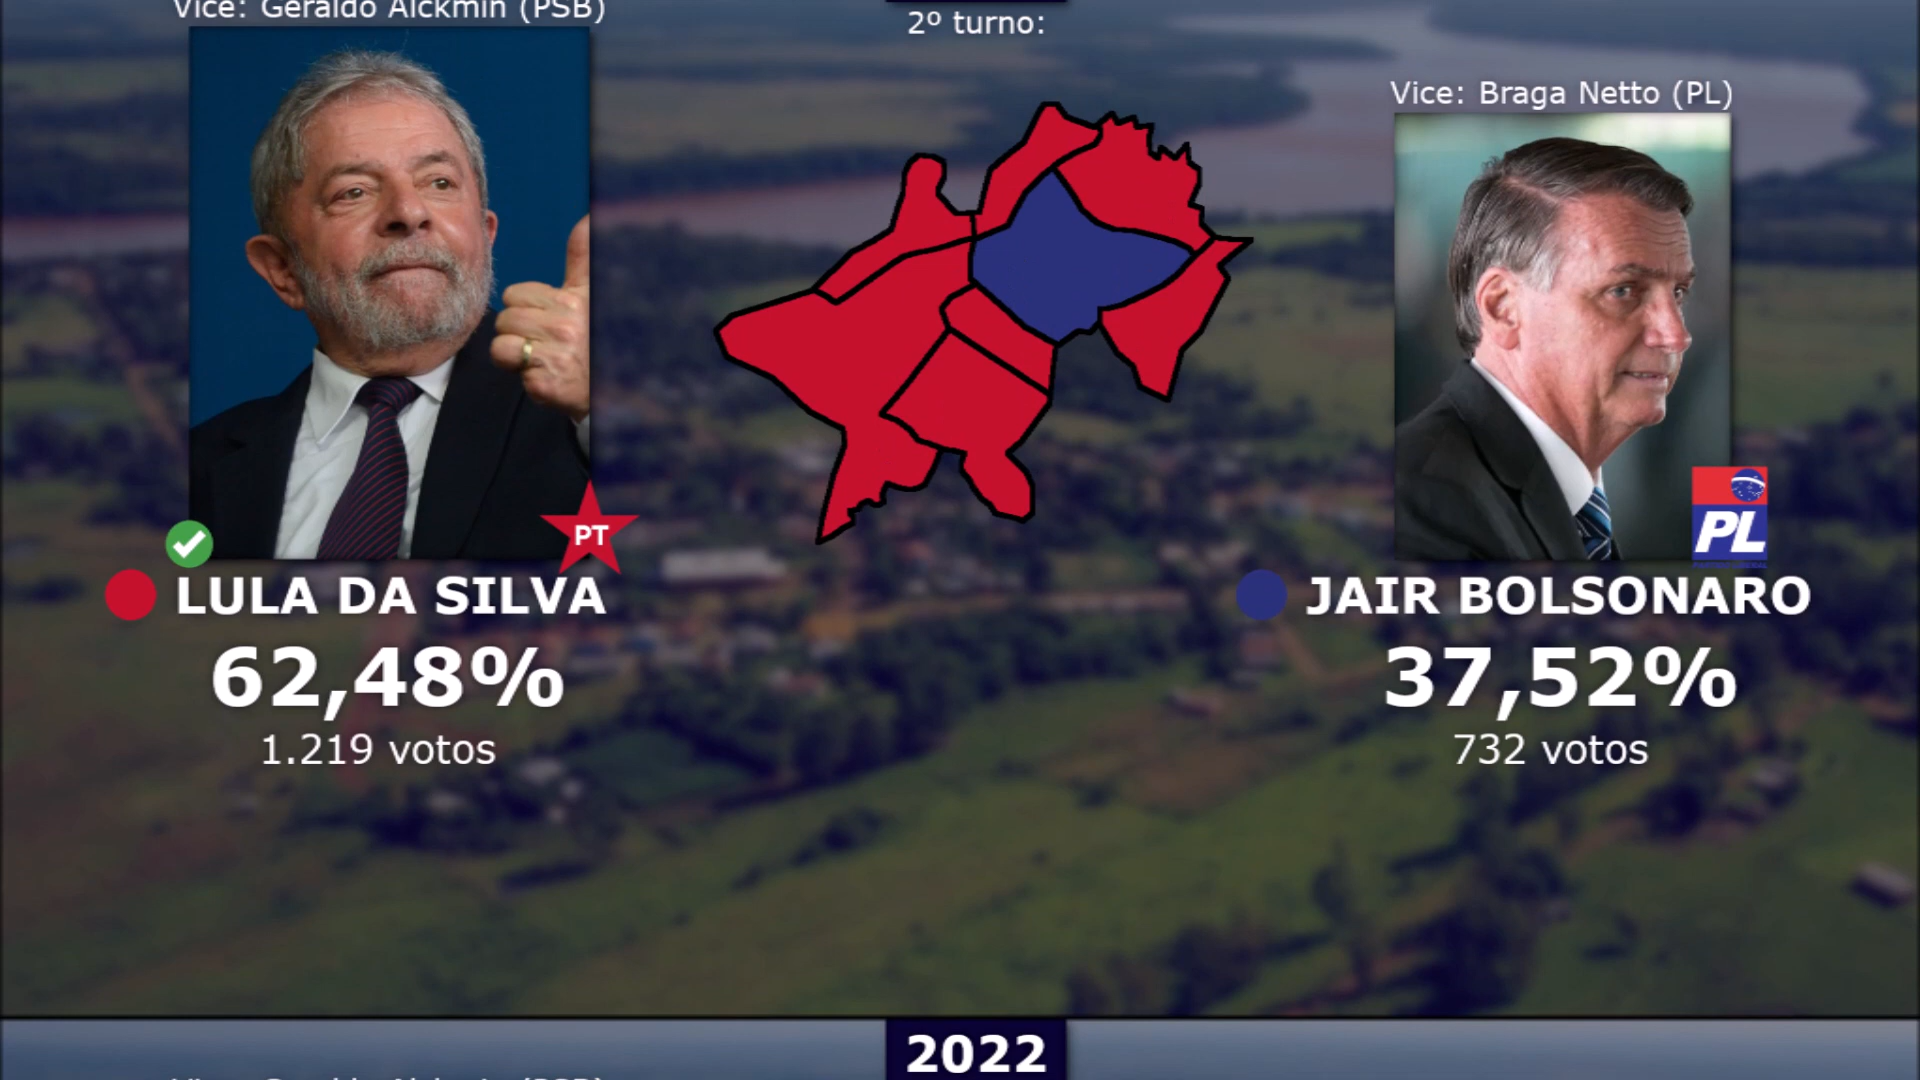 Vice: Geraldo Alckmin (PSB)
2º turno:
Vice: Braga Netto (PL)
PT
PL
LULA DA SILVA
JAIR BOLSONARO
62,48%
37,52%
1.219 votos
732 votos
2022